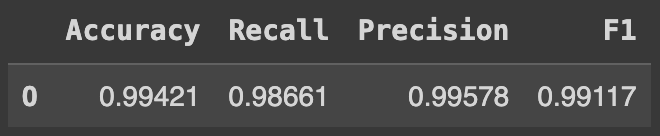 Accuracy Recall Precision F1
0 0.99421 0.98661 0.99578 0.99117